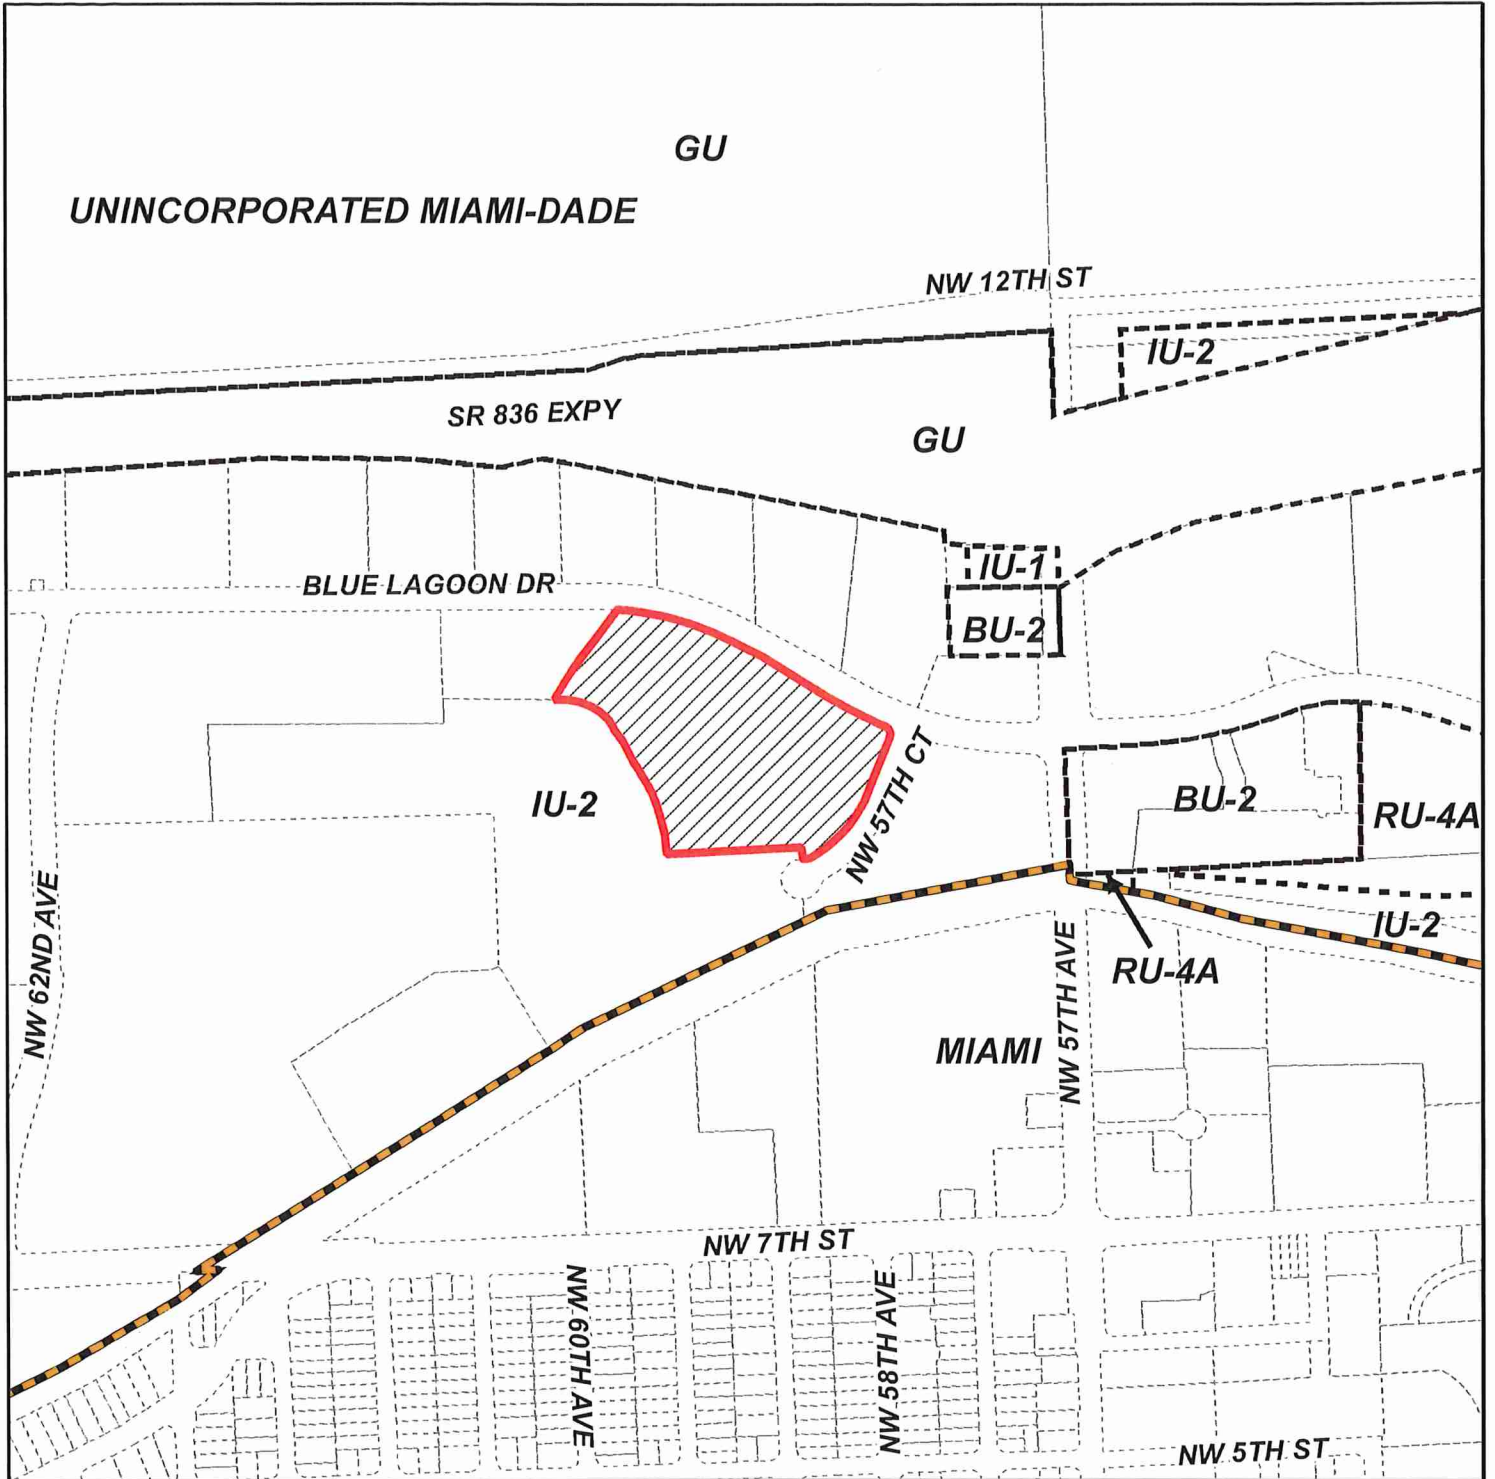 GU
UNINCORPORATED MIAMI-DADE
NW 12TH ST
IU-2
SR 836 EXPY
GU
IU-1
BLUE LAGOON DR
BU-2
NW 57TH CT
IU-2
BU-2
RU-4A
NW 62ND AVE
IU-2
RU-4A
MIAMI
NW 57TH AVE
NW 7TH ST
NW 60TH AVE
NW 58TH AVE
NW 5TH ST